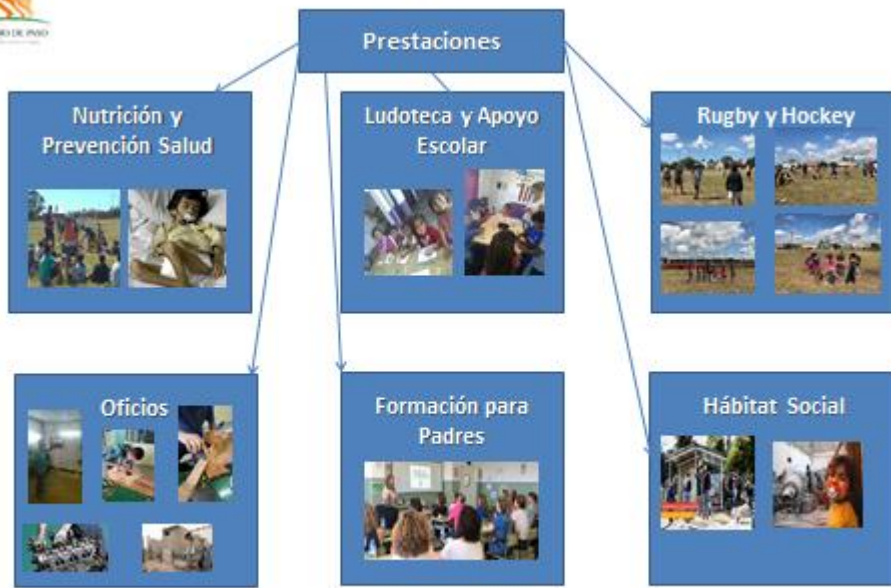 Prestaciones
Nutrición y
Prevención Salud
Ludoteca y Apoyo
Escolar
Rugby y Hockey
Oficios
Formación para
Padres
Hábitat Social